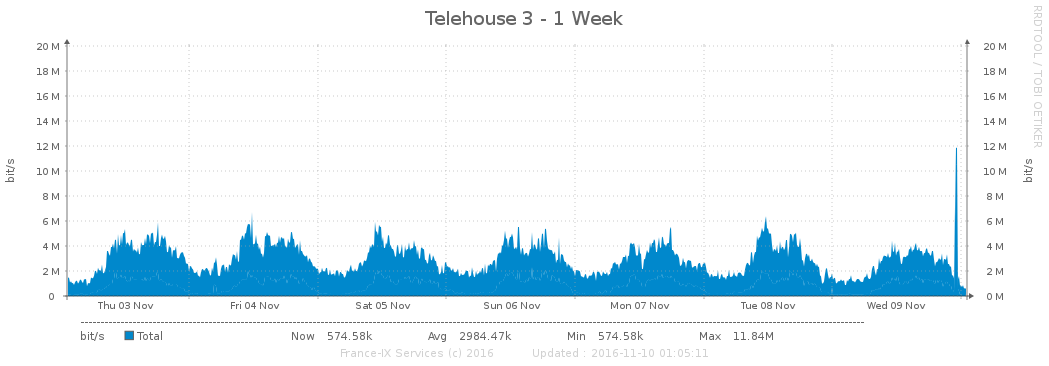 Telehouse 3 - 1 Week
RRDTOOL / TOBI OETIKER
20 M 20 M
18 M 18 M
16 M 16 M
14 M 14 M
12 M 12 M
10 M 10 M
8 M 8 M
6 M 6 M
4 M 4 M
2 M 2 M
0 0 M
bit/s
bit/s
Thu 03 Nov Fri 04 Nov Sat 05 Nov Sun 06 Nov Mon 07 Nov Tue 08 Nov Wed 09 Nov
bit/s Total Now 574.58k Avg 2984.47k Min 574.58k Max 11.84M
France-IX Services (c) 2016 Updated : 2016-11-10 01:05:11